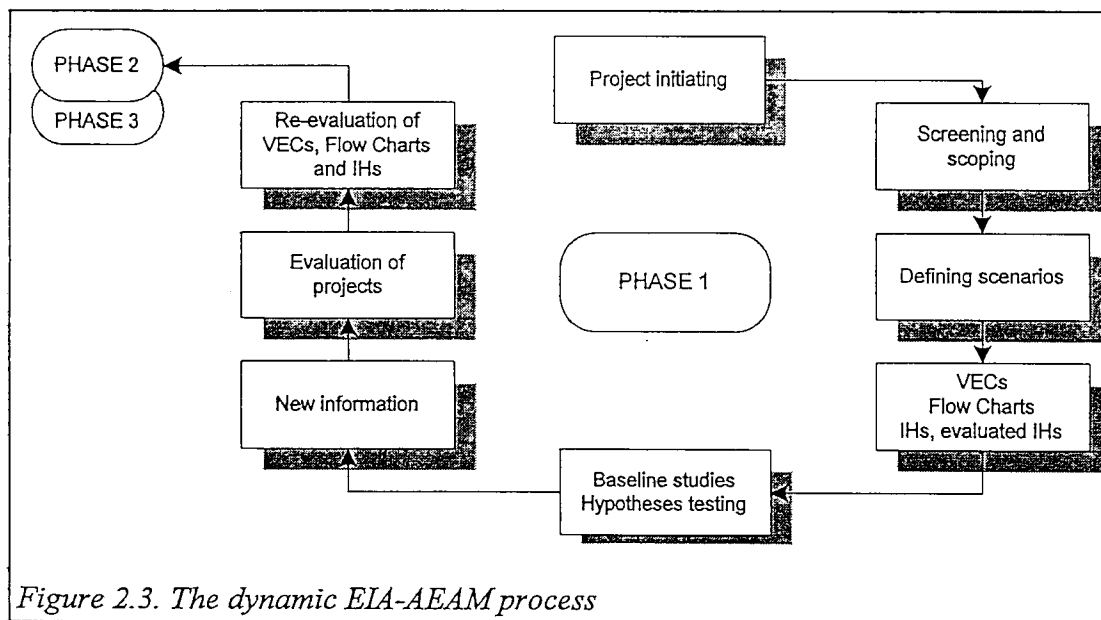 PHASE 2
PHASE 3
Project initiating
Screening and
scoping
Defining scenarios
VECs
Flow Charts
IHs, evaluated IHs
Baseline studies
Hypotheses testing
New information
Evaluation of
projects
Re-evaluation of
VECs, Flow Charts
and IHs
PHASE 1
Figure 2.3. The dynamic EIA-AEAM process